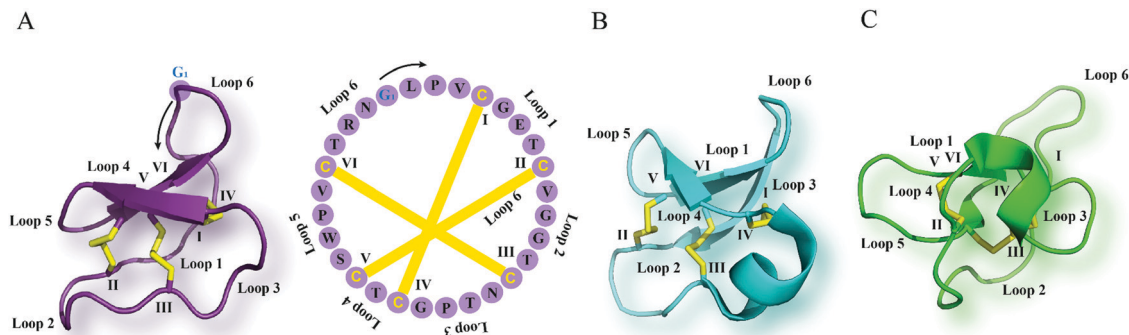 A
G1
Loop 6
Loop 4
VI
V
IV
Loop 5
I
Loop 1
II
III
Loop 3
Loop 2
G1 L P V C G E T C V G G T C N T P G C T C S W P V C T R N
Loop 6
Loop 1
I
II
VI
Loop 6
Loop 2
III
Loop 5
V
IV
Loop 4
Loop 3
B
Loop 6
Loop 5
Loop 1
VI
V
I
Loop 3
Loop 4
II
IV
Loop 2
III
C
Loop 6
Loop 1
V
VI
I
Loop 4
IV
II
Loop 3
Loop 5
III
Loop 2